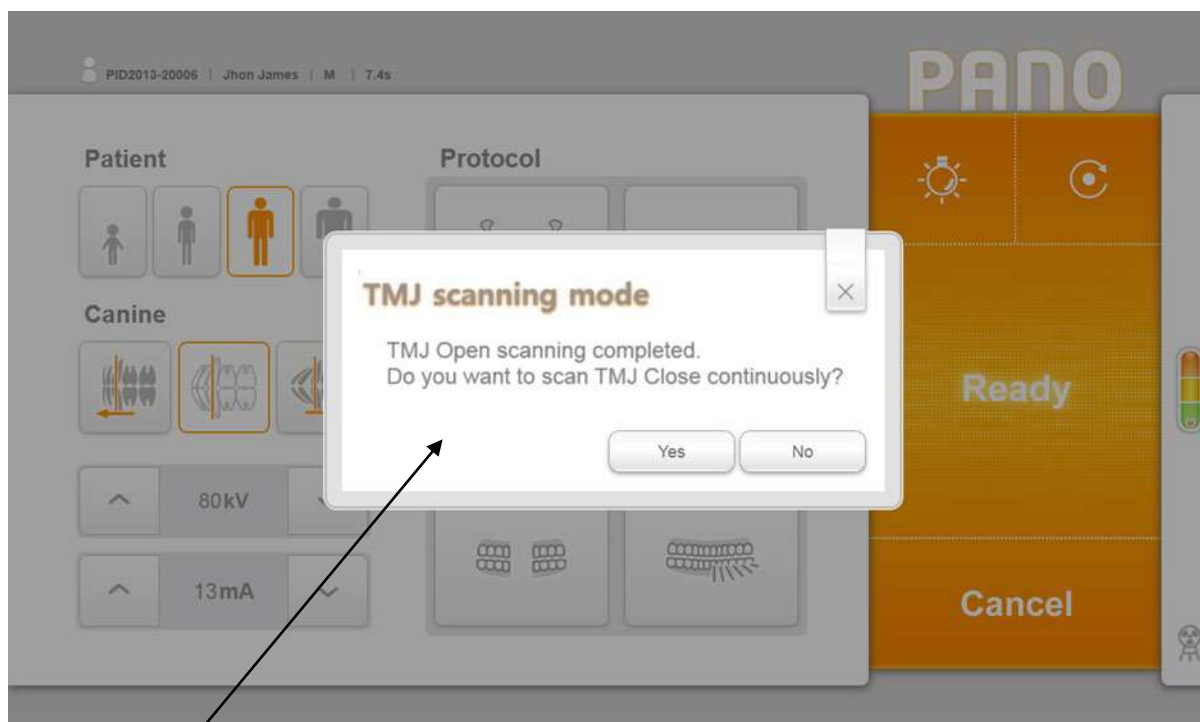 PID2013-20006 | Jhon James | M | 7.4s
PANO
Patient
Protocol
Canine
TMJ scanning mode
TMJ Open scanning completed.
Do you want to scan TMJ Close continuously?
Yes
No
Ready
80kV
13mA
Cancel